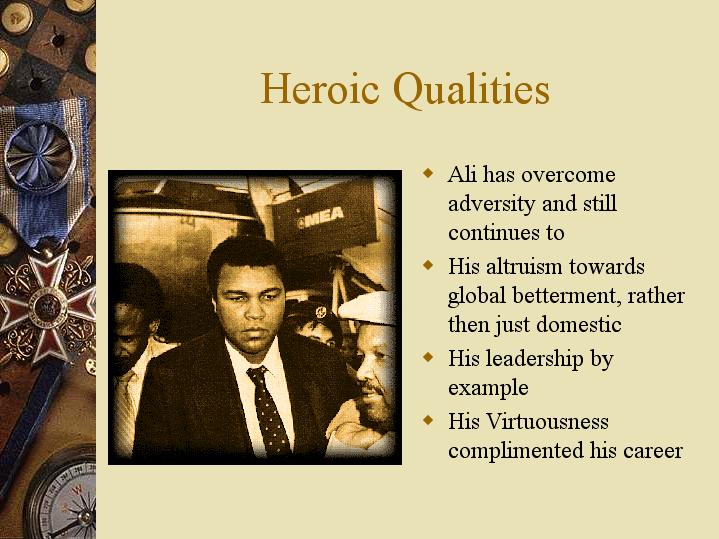 Heroic Qualities
Ali has overcome
adversity and still
continues to
His altruism towards
global betterment, rather
then just domestic
His leadership by
example
His Virtuousness
complimented his career
MEA